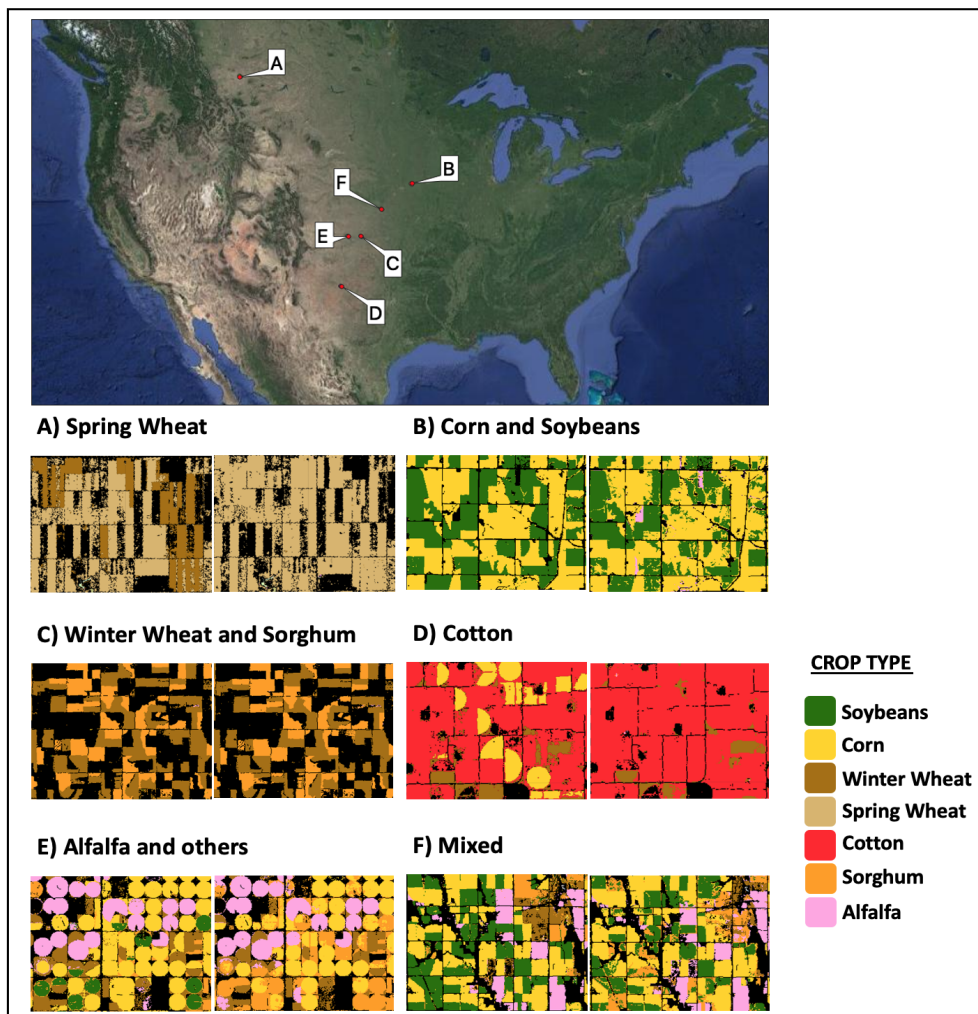 A
B
F
E
C
D
A) Spring Wheat
B) Corn and Soybeans
C) Winter Wheat and Sorghum
D) Cotton
CROP TYPE
Soybeans
Corn
Winter Wheat
Spring Wheat
Cotton
Sorghum
Alfalfa
E) Alfalfa and others
F) Mixed